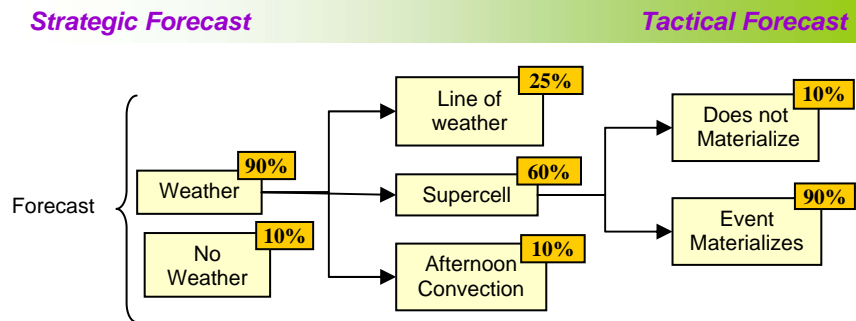 Strategic Forecast
Tactical Forecast
Forecast
90%
Weather
10%
No
Weather
25%
Line of
weather
60%
Supercell
10%
Afternoon
Convection
10%
Does not
Materialize
90%
Event
Materializes